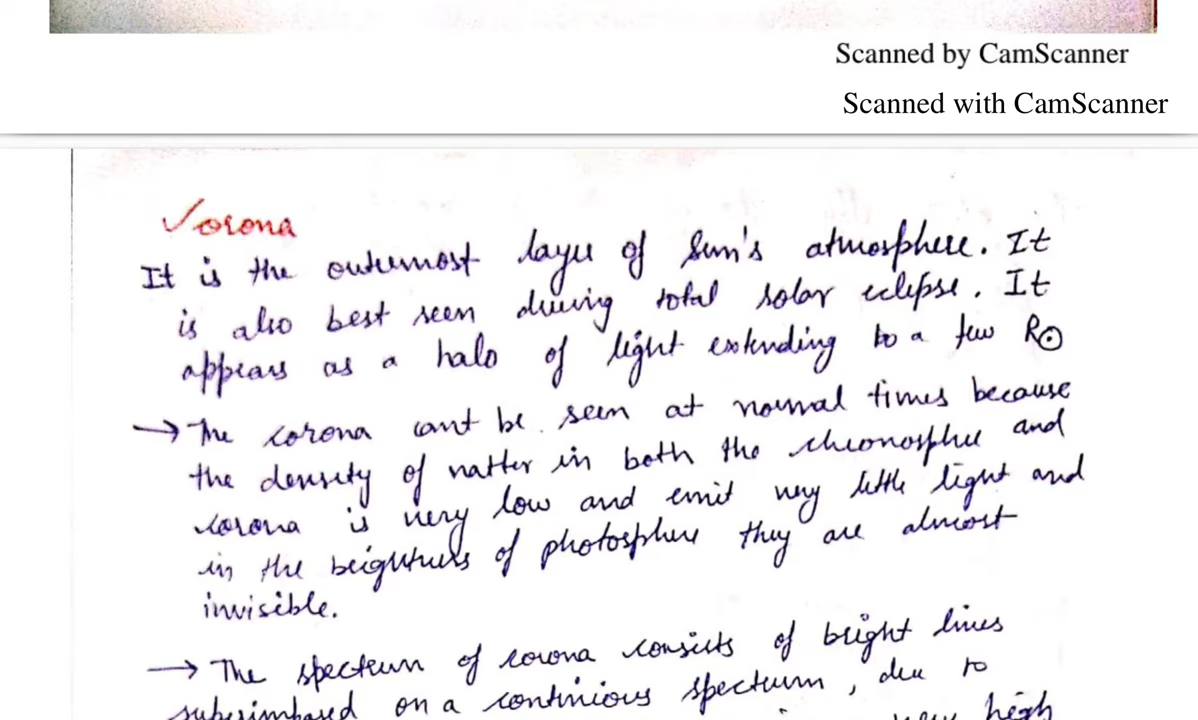 Scanned by CamScanner
Scanned with CamScanner
Corona
It is the outermost layer of Sun's atmosphere. It
is also best seen during total solar eclipse. It
appears as a halo of light extending to a few R☉
→ The corona cant be seen at normal times because
the density of matter in both the chromosphere and
corona is very low and emit very little light and
in the brightness of photosphere they are almost
invisible.
→ The spectrum of corona consists of bright lines
superimposed on a continious spectrum, due to
very high